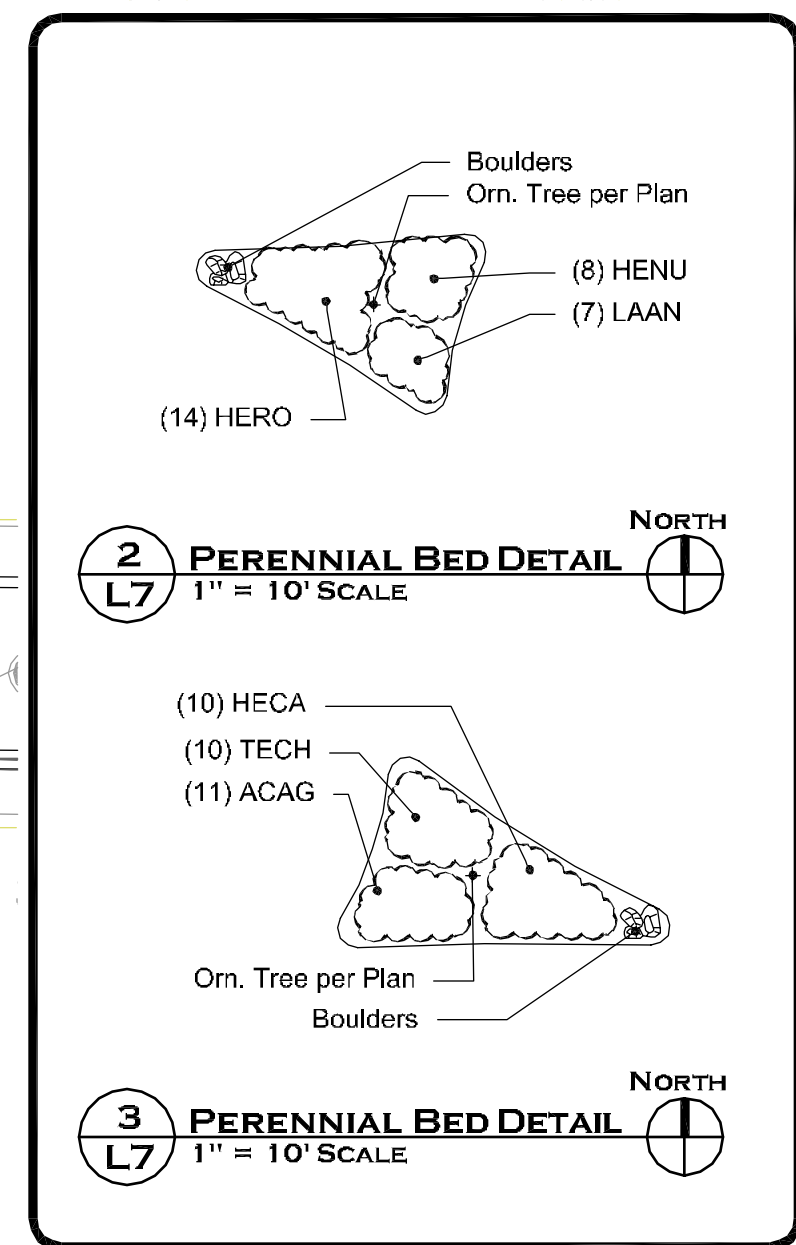 Boulders
Orn. Tree per Plan
(8) HENU
(7) LAAN
(14) HERO
NORTH
2
L7
PERENNIAL BED DETAIL
1" = 10' SCALE
(10) HECA
(10) TECH
(11) ACAG
Orn. Tree per Plan
Boulders
NORTH
3
L7
PERENNIAL BED DETAIL
1" = 10' SCALE